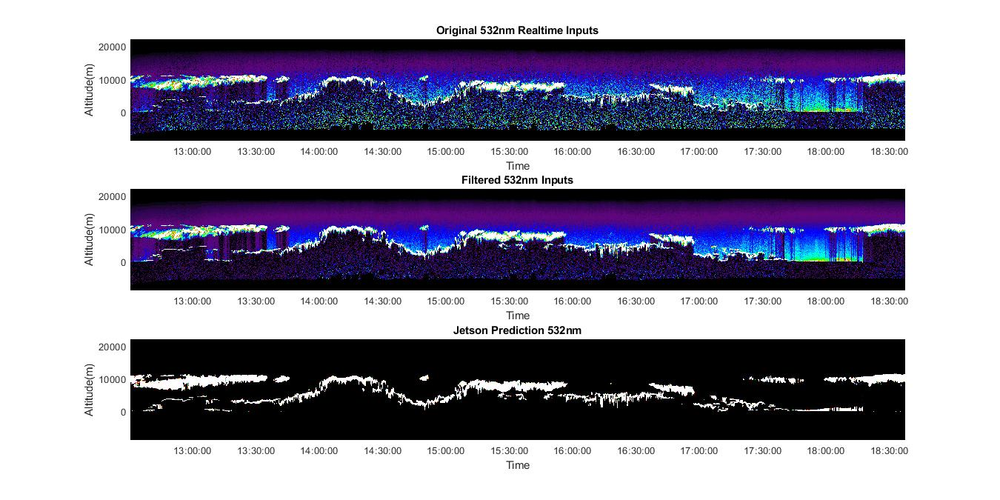 Original 532nm Realtime Inputs
20000
10000
0
Altitude(m)
13:00:00 13:30:00 14:00:00 14:30:00 15:00:00 15:30:00 16:00:00 16:30:00 17:00:00 17:30:00 18:00:00 18:30:00
Time
Filtered 532nm Inputs
20000
10000
0
Altitude(m)
13:00:00 13:30:00 14:00:00 14:30:00 15:00:00 15:30:00 16:00:00 16:30:00 17:00:00 17:30:00 18:00:00 18:30:00
Time
Jetson Prediction 532nm
20000
10000
0
Altitude(m)
13:00:00 13:30:00 14:00:00 14:30:00 15:00:00 15:30:00 16:00:00 16:30:00 17:00:00 17:30:00 18:00:00 18:30:00
Time